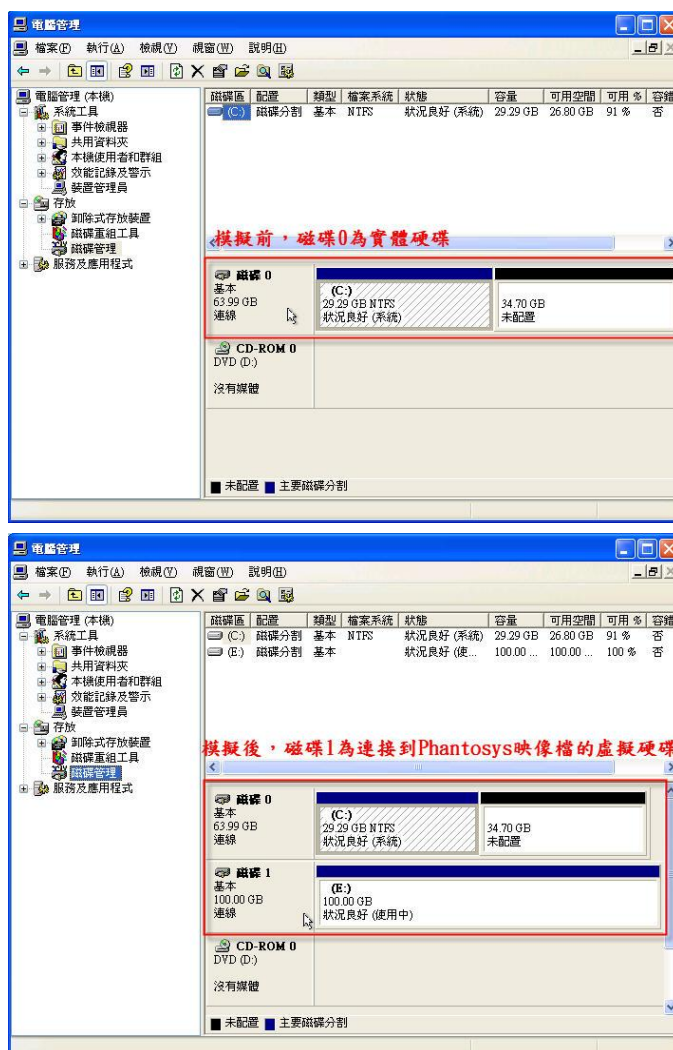 電腦管理
檔案(F) 執行(A) 檢視(V) 視窗(W) 說明(H)
電腦管理 (本機)
系統工具
事件檢視器
共用資料夾
本機使用者和群組
效能記錄及警示
裝置管理員
存放
卸除式存放裝置
磁碟重組工具
磁碟管理
服務及應用程式
磁碟區 配置 類型 檔案系統 狀態 容量 可用空間 可用 % 容錯
(C:) 磁碟分割 基本 NTFS 狀況良好 (系統) 29.29 GB 26.80 GB 91 % 否
模擬前，磁碟0為實體硬碟
磁碟 0
基本
63.99 GB
連線
(C:)
29.29 GB NTFS
狀況良好 (系統)
34.70 GB
未配置
CD-ROM 0
DVD (D:)
沒有媒體
未配置 主要磁碟分割
電腦管理
檔案(F) 執行(A) 檢視(V) 視窗(W) 說明(H)
電腦管理 (本機)
系統工具
事件檢視器
共用資料夾
本機使用者和群組
效能記錄及警示
裝置管理員
存放
卸除式存放裝置
磁碟重組工具
磁碟管理
服務及應用程式
磁碟區 配置 類型 檔案系統 狀態 容量 可用空間 可用 % 容錯
(C:) 磁碟分割 基本 NTFS 狀況良好 (系統) 29.29 GB 26.80 GB 91 % 否
(E:) 磁碟分割 基本 狀況良好 (使... 100.00 ... 100.00 ... 100 % 否
模擬後，磁碟1為連接到Phantosys映像檔的虛擬硬碟
磁碟 0
基本
63.99 GB
連線
(C:)
29.29 GB NTFS
狀況良好 (系統)
34.70 GB
未配置
磁碟 1
基本
100.00 GB
連線
(E:)
100.00 GB
狀況良好 (使用中)
CD-ROM 0
DVD (D:)
沒有媒體
未配置 主要磁碟分割